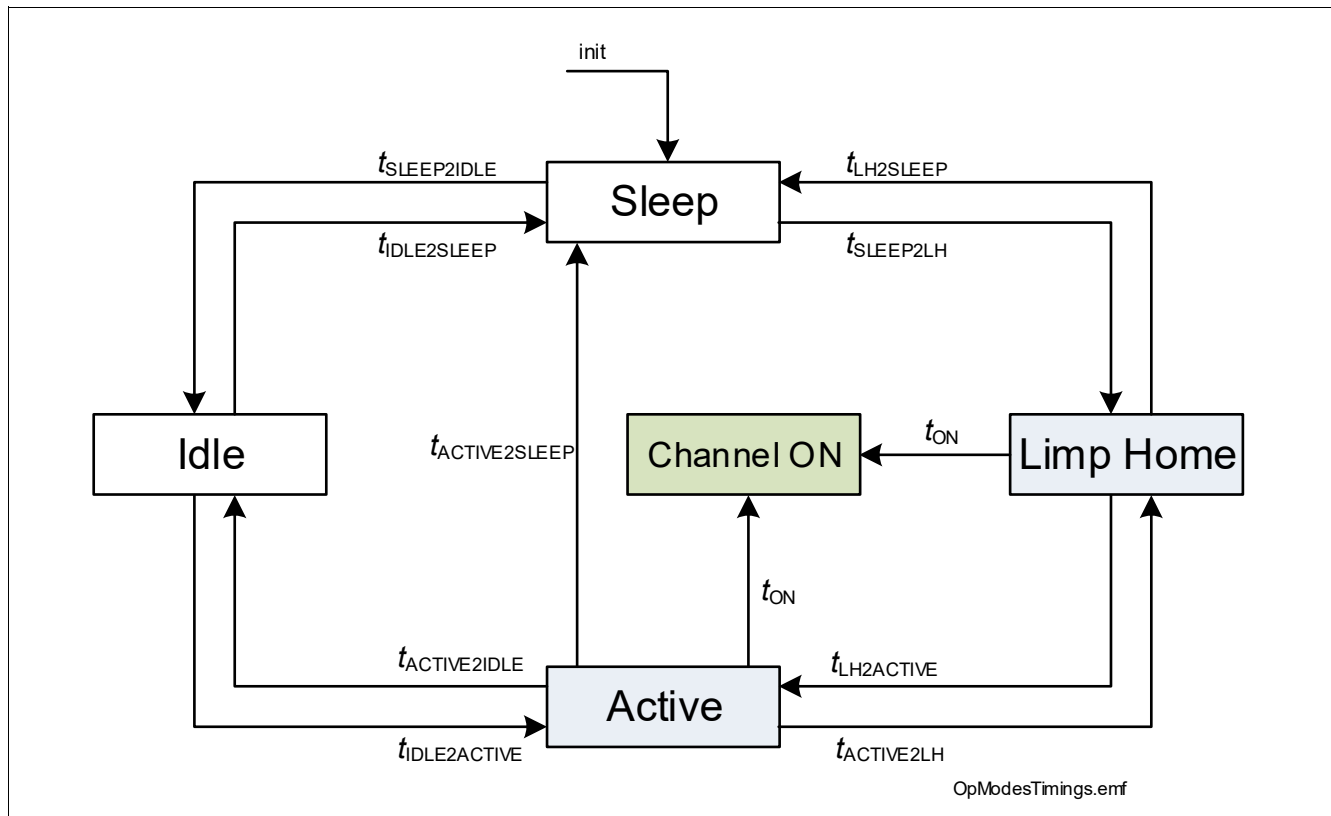 init
tSLEEP2IDLE
tLH2SLEEP
Sleep
tIDLE2SLEEP
tSLEEP2LH
Idle
tACTIVE2SLEEP
Channel ON
tON
Limp Home
tON
tACTIVE2IDLE
tLH2ACTIVE
Active
tIDLE2ACTIVE
tACTIVE2LH
OpModesTimings.emf